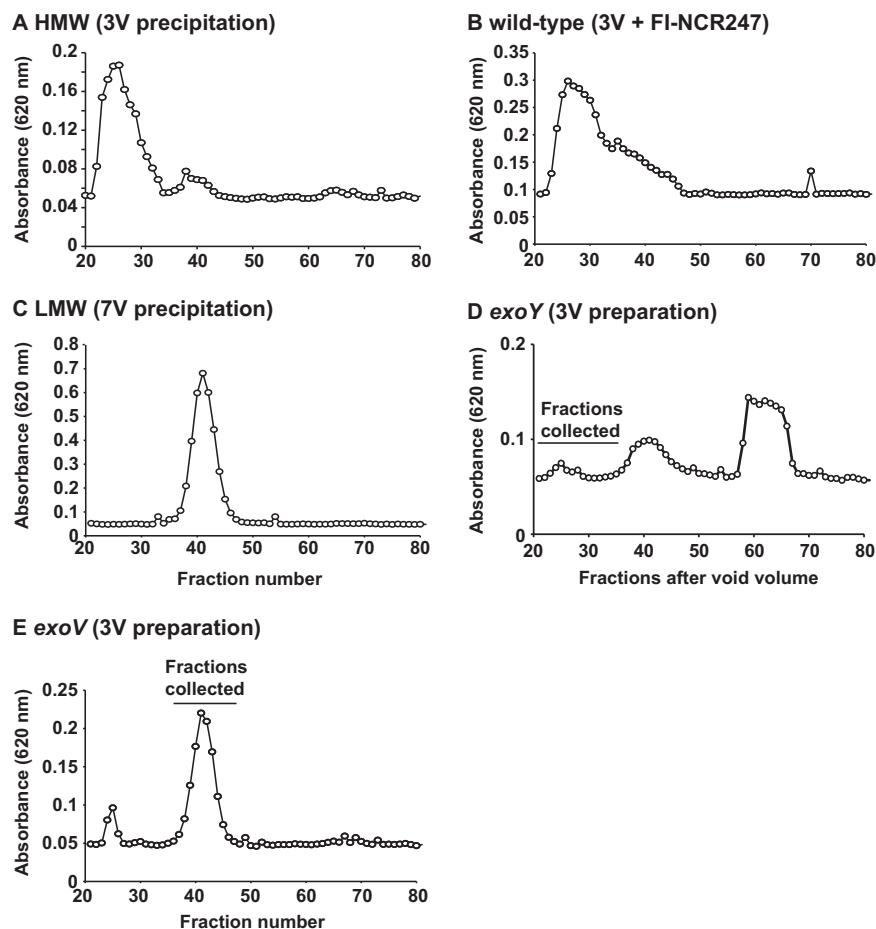 A HMW (3V precipitation)
Absorbance (620 nm)
0.2
0.16
0.12
0.08
0.04
0
20 30 40 50 60 70 80
B wild-type (3V + FI-NCR247)
Absorbance (620 nm)
0.35
0.3
0.25
0.2
0.15
0.1
0.05
0
20 30 40 50 60 70 80
C LMW (7V precipitation)
Absorbance (620 nm)
0.8
0.7
0.6
0.5
0.4
0.3
0.2
0.1
0
20 30 40 50 60 70 80
Fraction number
D exoY (3V preparation)
Absorbance (620 nm)
0.2
0.1
0
Fractions
collected
20 30 40 50 60 70 80
Fractions after void volume
E exoV (3V preparation)
Absorbance (620 nm)
0.25
0.2
0.15
0.1
0.05
0
Fractions
collected
20 30 40 50 60 70 80
Fraction number